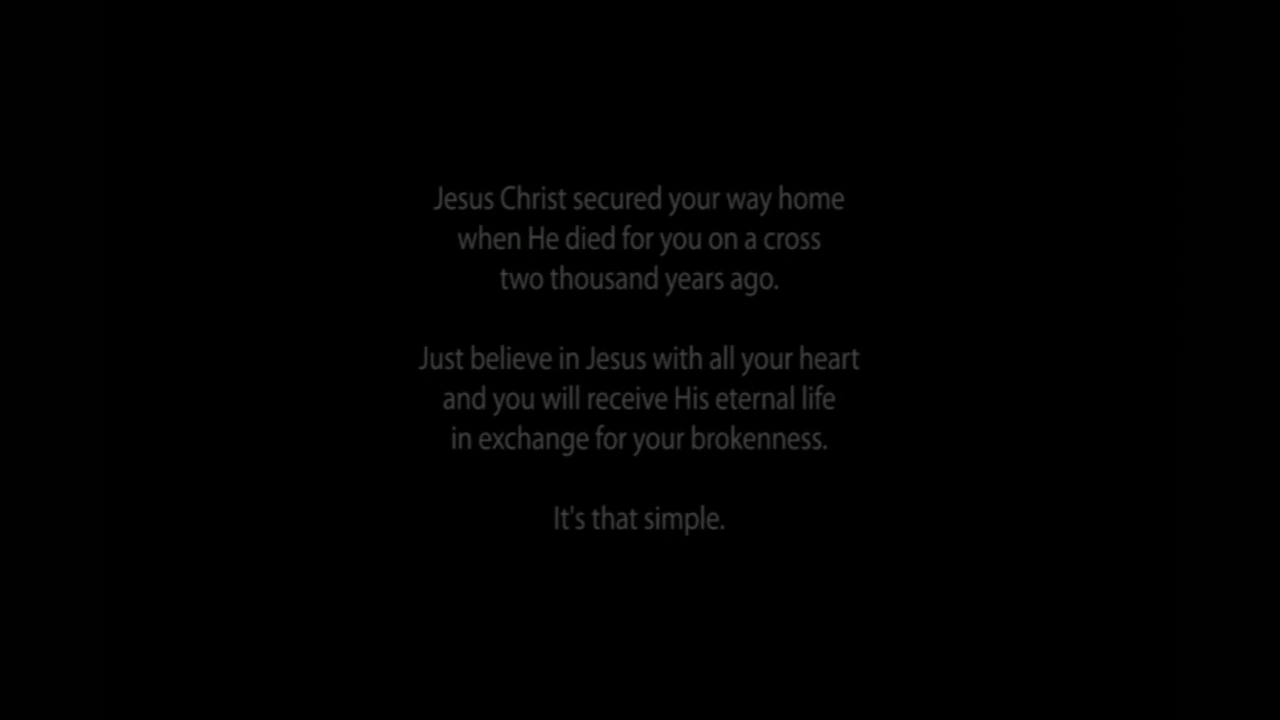 Jesus Christ secured your way home
when He died for you on a cross
two thousand years ago.
Just believe in Jesus with all your heart
and you will receive His eternal life
in exchange for your brokenness.
It's that simple.